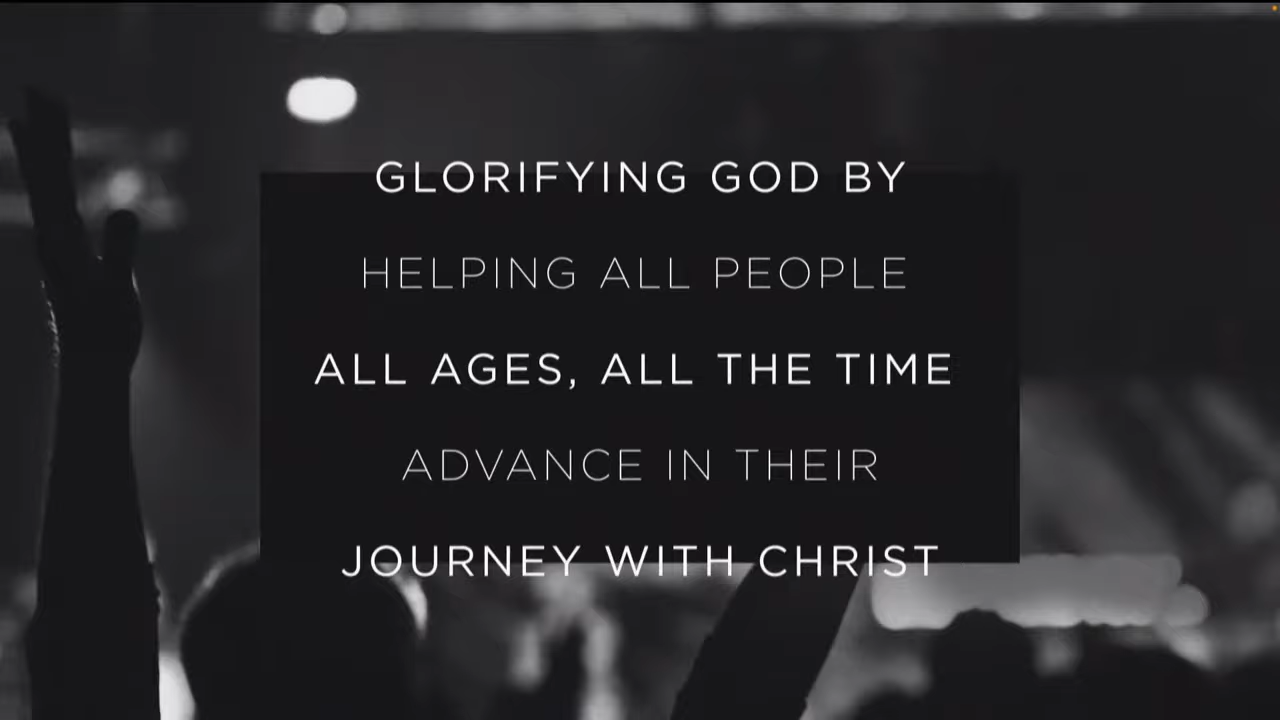 GLORIFYING GOD BY
HELPING ALL PEOPLE
ALL AGES, ALL THE TIME
ADVANCE IN THEIR
JOURNEY WITH CHRIST